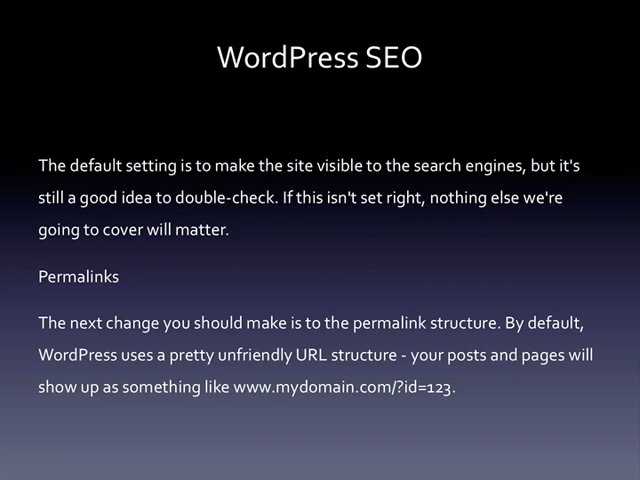 WordPress SEO
The default setting is to make the site visible to the search engines, but it's
still a good idea to double-check. If this isn't set right, nothing else we're
going to cover will matter.
Permalinks
The next change you should make is to the permalink structure. By default,
WordPress uses a pretty unfriendly URL structure - your posts and pages will
show up as something like www.mydomain.com/?id=123.